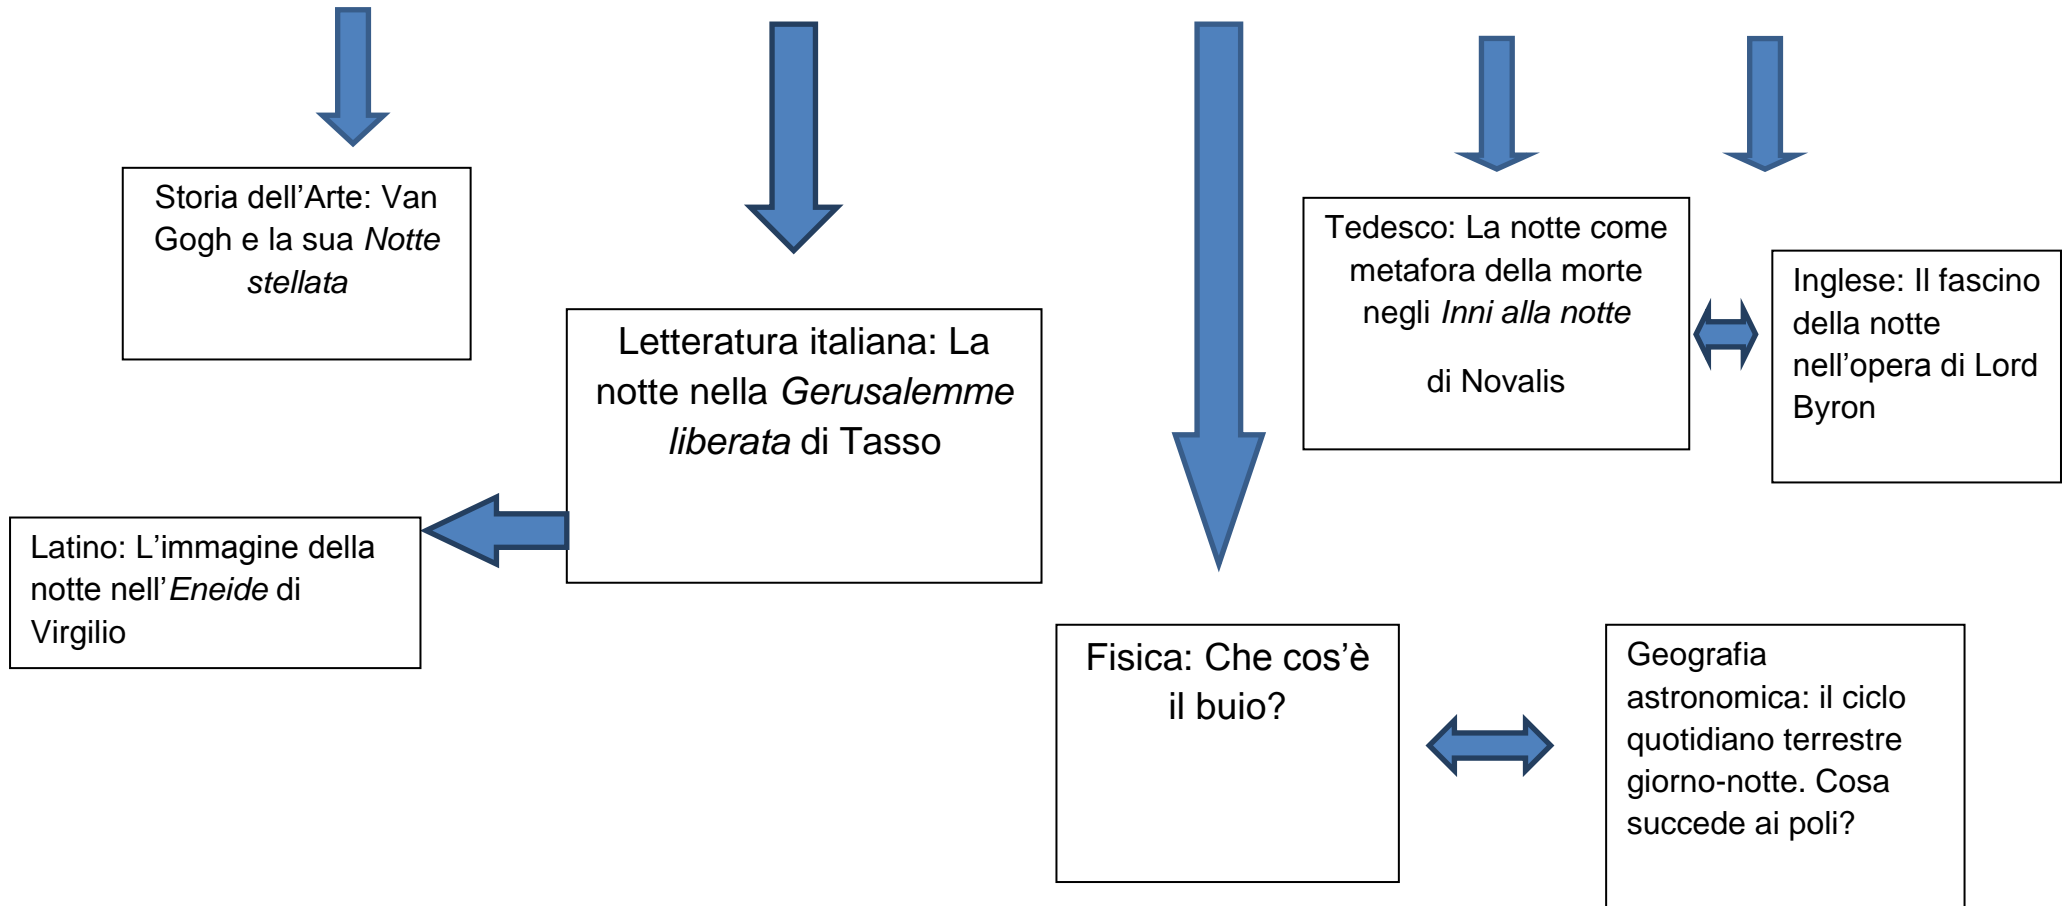 Storia dell’Arte: Van
Gogh e la sua Notte
stellata
Letteratura italiana: La
notte nella Gerusalemme
liberata di Tasso
Tedesco: La notte come
metafora della morte
negli Inni alla notte
di Novalis
Inglese: Il fascino
della notte
nell’opera di Lord
Byron
Latino: L’immagine della
notte nell’Eneide di
Virgilio
Fisica: Che cos’è
il buio?
Geografia
astronomica: il ciclo
quotidiano terrestre
giorno-notte. Cosa
succede ai poli?